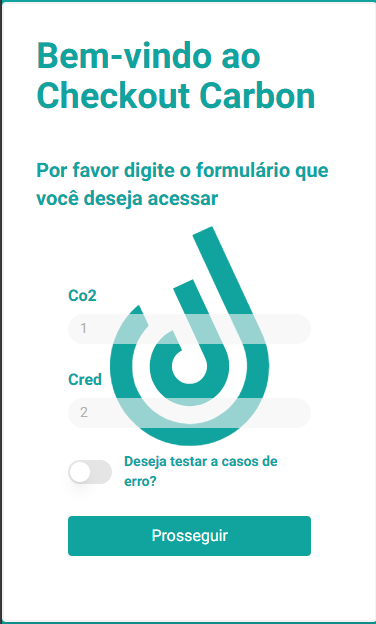 Bem-vindo ao
Checkout Carbon
Por favor digite o formulário que
você deseja acessar
Co2
1
Cred
2
Deseja testar a casos de
erro?
Prosseguir